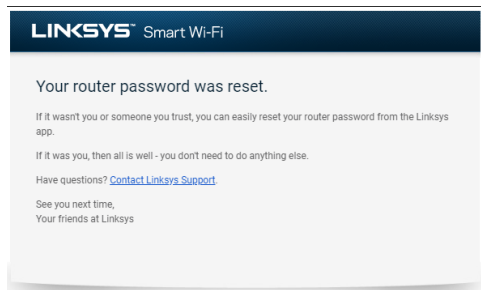 LINKSYS™ Smart Wi-Fi
Your router password was reset.
If it wasn't you or someone you trust, you can easily reset your router password from the Linksys
app.
If it was you, then all is well - you don't need to do anything else.
Have questions? Contact Linksys Support.
See you next time,
Your friends at Linksys